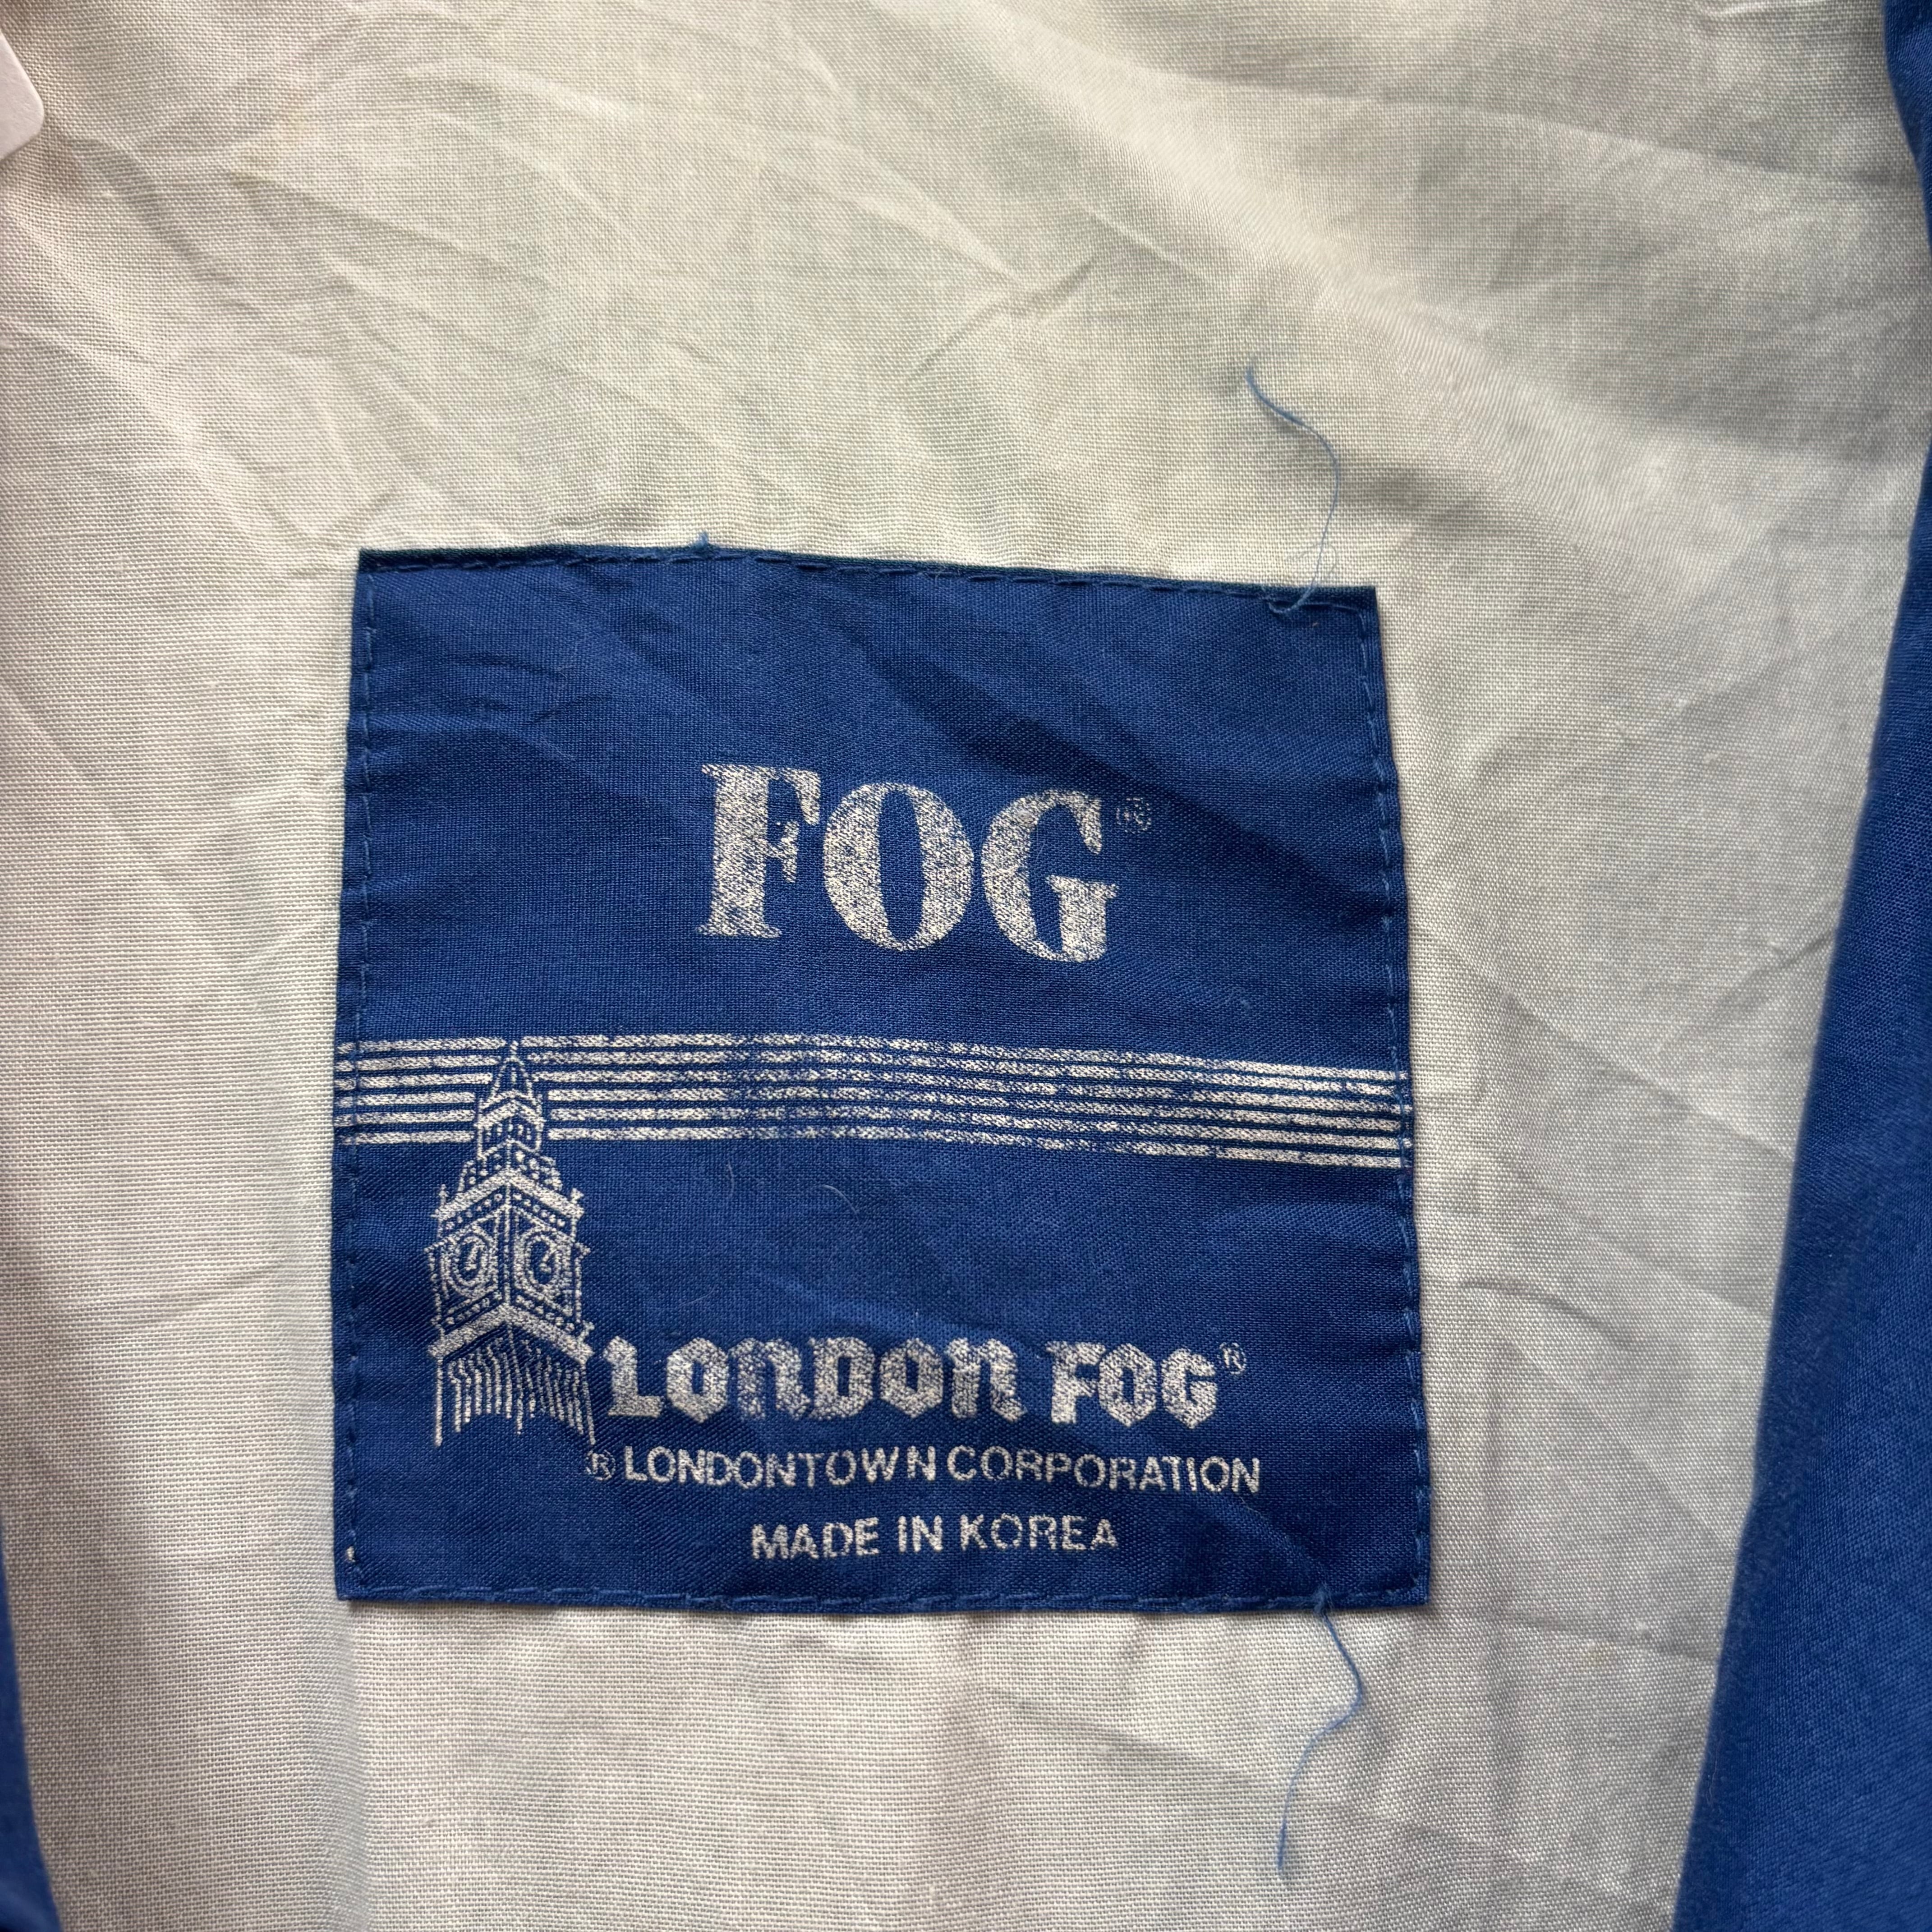 FOG®
LONDON FOG®
® LONDONTOWN CORPORATION
MADE IN KOREA